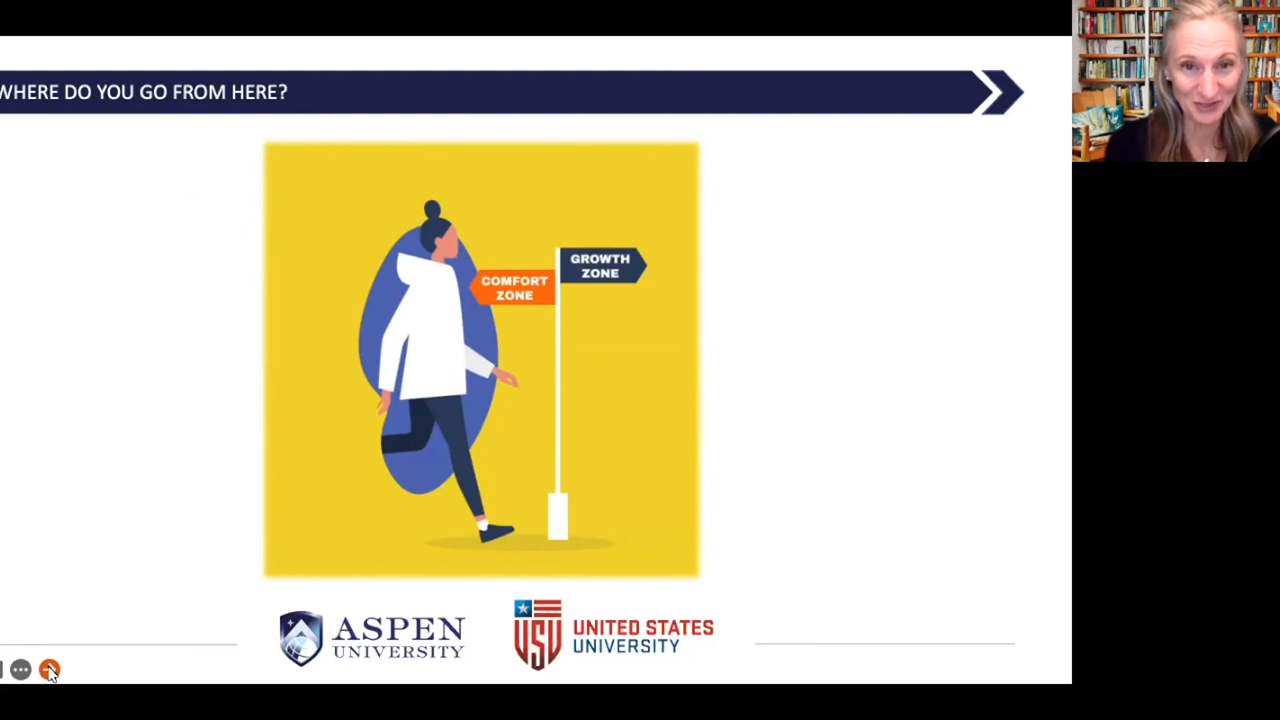 WHERE DO YOU GO FROM HERE?
GROWTH
ZONE
COMFORT
ZONE
ASPEN
UNIVERSITY
USU
UNITED STATES
UNIVERSITY